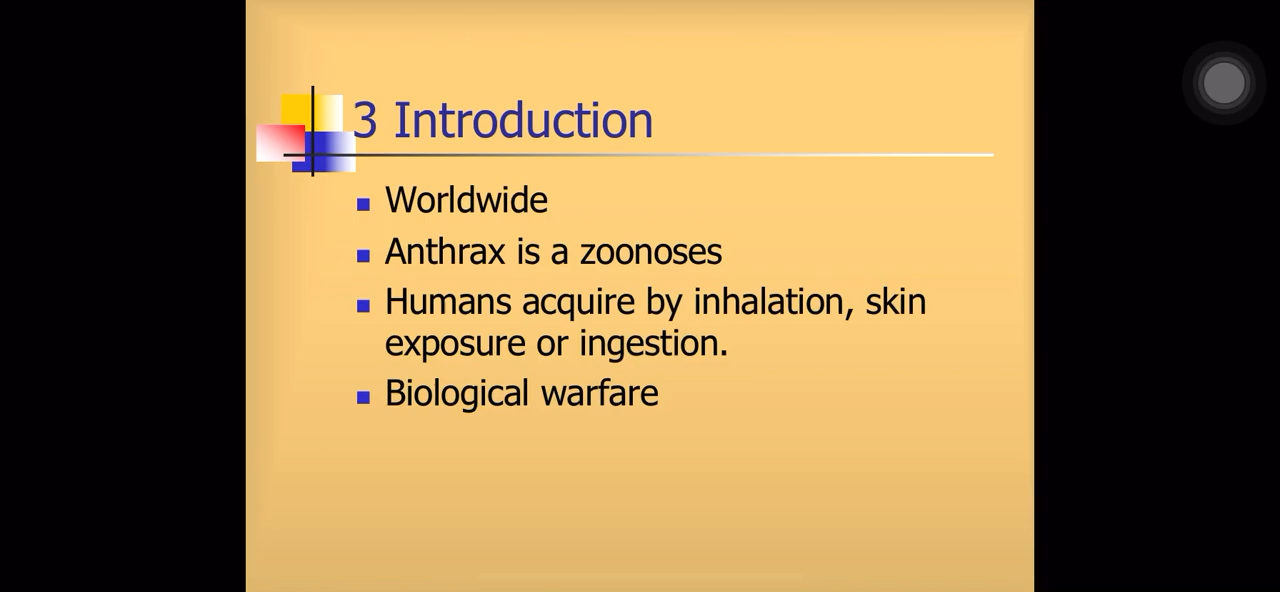 3 Introduction
Worldwide
Anthrax is a zoonoses
Humans acquire by inhalation, skin
exposure or ingestion.
Biological warfare